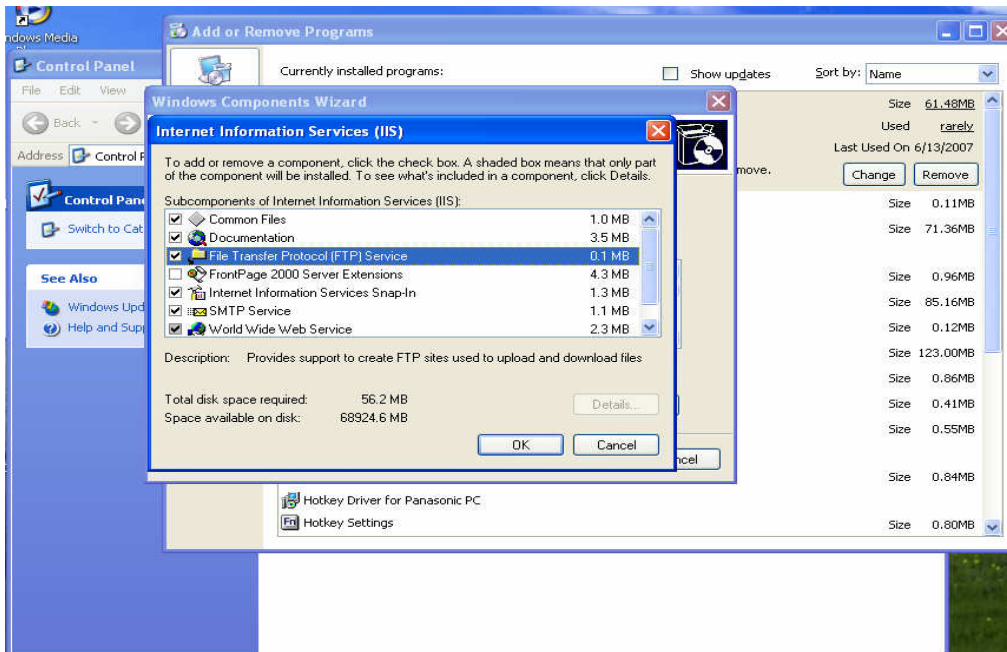 ndows Media
Add or Remove Programs
Control Panel
Currently installed programs:
Show updates
Sort by: Name
File Edit View
Windows Components Wizard
Size 61.48MB
Back
Internet Information Services (IIS)
Used rarely
Address Control P
To add or remove a component, click the check box. A shaded box means that only part
of the component will be installed. To see what's included in a component, click Details.
move.
Last Used On 6/13/2007
Change Remove
Control Pane
Subcomponents of Internet Information Services (IIS):
Size 0.11MB
Common Files 1.0 MB
Switch to Cat
Documentation 3.5 MB
Size 71.36MB
File Transfer Protocol (FTP) Service 0.1 MB
See Also
FrontPage 2000 Server Extensions 4.3 MB
Size 0.96MB
Internet Information Services Snap-In 1.3 MB
Windows Upd
SMTP Service 1.1 MB
Size 85.16MB
Help and Supp
World Wide Web Service 2.3 MB
Size 0.12MB
Description: Provides support to create FTP sites used to upload and download files
Size 123.00MB
Size 0.86MB
Total disk space required: 56.2 MB
Details...
Size 0.41MB
Space available on disk: 68924.6 MB
Size 0.55MB
OK Cancel
ncel
Size 0.84MB
Hotkey Driver for Panasonic PC
Fn Hotkey Settings
Size 0.80MB